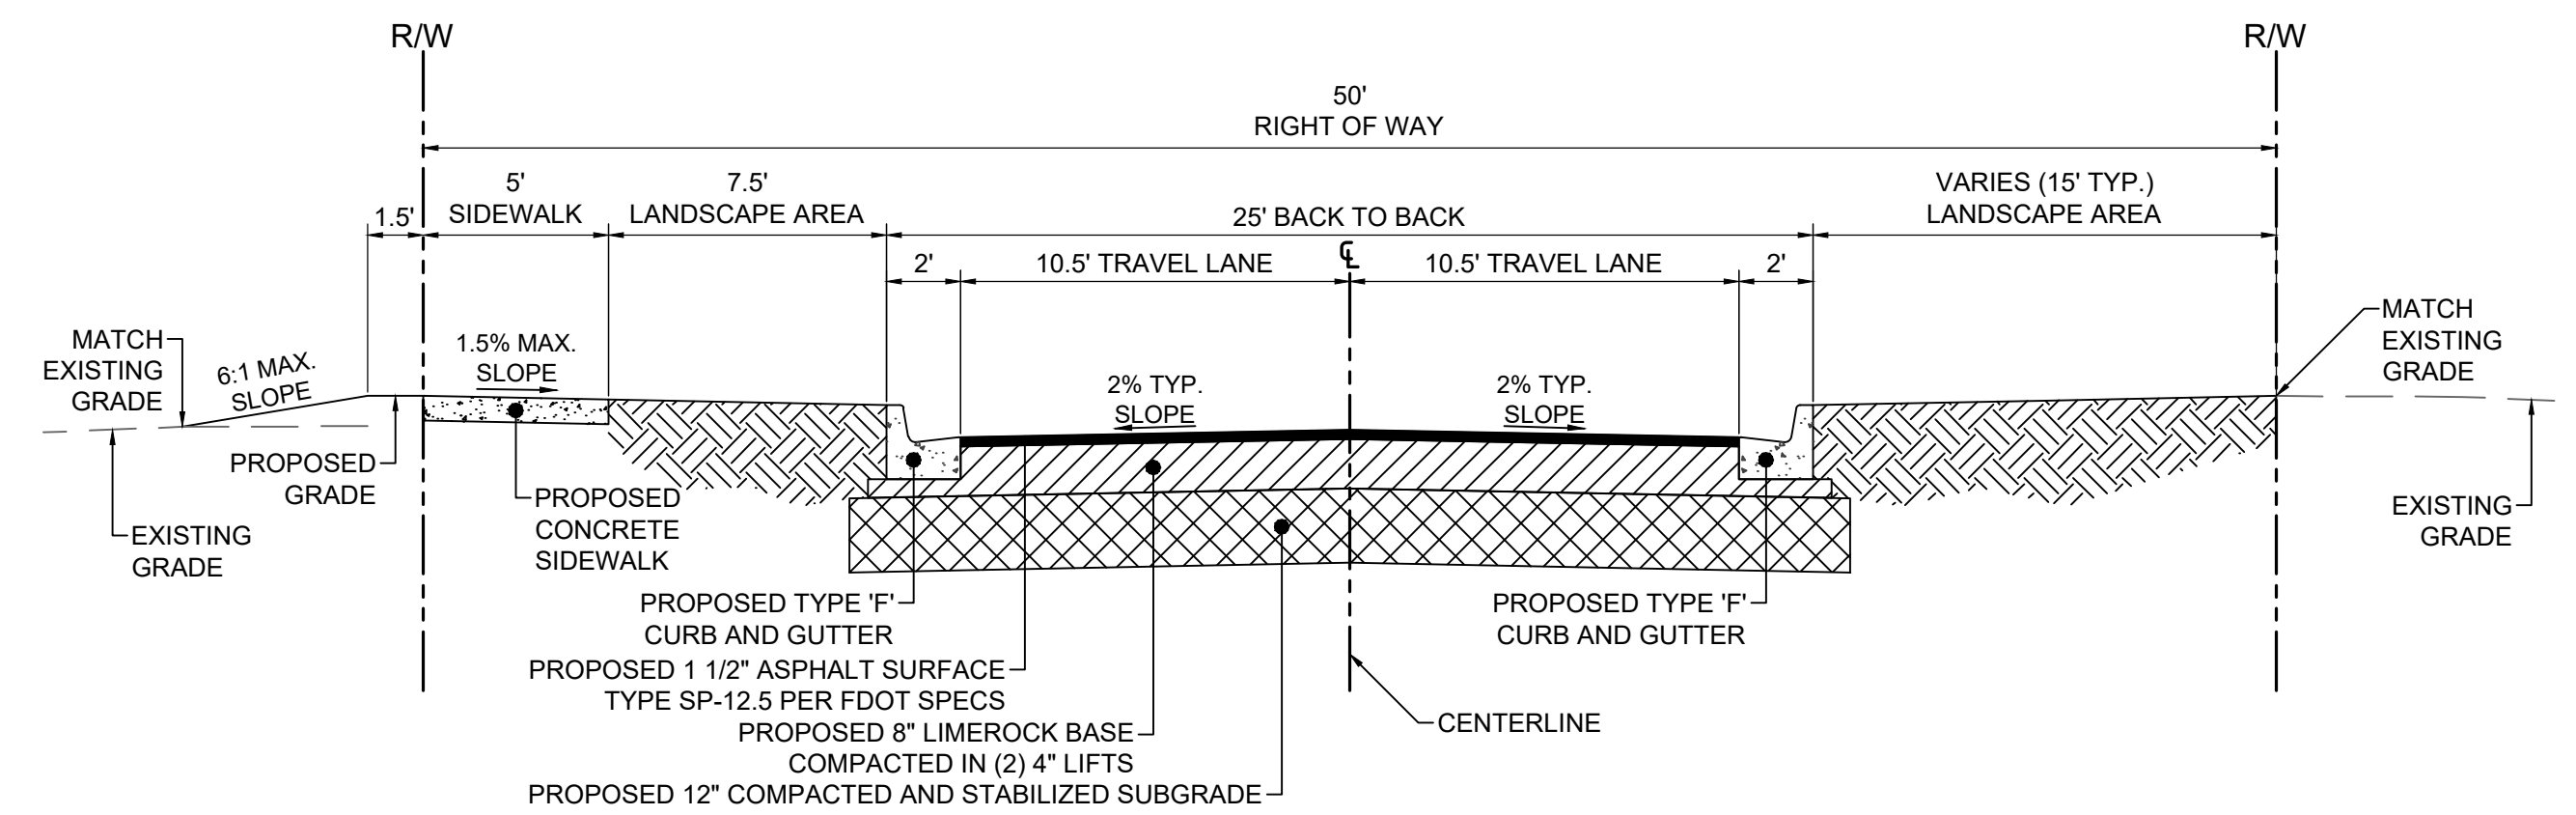 R/W
R/W
50'
RIGHT OF WAY
1.5'
5'
SIDEWALK
7.5'
LANDSCAPE AREA
25' BACK TO BACK
VARIES (15' TYP.)
LANDSCAPE AREA
2'
10.5' TRAVEL LANE
℄
10.5' TRAVEL LANE
2'
MATCH
EXISTING
GRADE
6:1 MAX.
SLOPE
1.5% MAX.
SLOPE
2% TYP.
SLOPE
2% TYP.
SLOPE
MATCH
EXISTING
GRADE
PROPOSED
GRADE
EXISTING
GRADE
PROPOSED
CONCRETE
SIDEWALK
EXISTING
GRADE
PROPOSED TYPE 'F'
CURB AND GUTTER
PROPOSED TYPE 'F'
CURB AND GUTTER
PROPOSED 1 1/2" ASPHALT SURFACE
TYPE SP-12.5 PER FDOT SPECS
PROPOSED 8" LIMEROCK BASE
COMPACTED IN (2) 4" LIFTS
PROPOSED 12" COMPACTED AND STABILIZED SUBGRADE
CENTERLINE